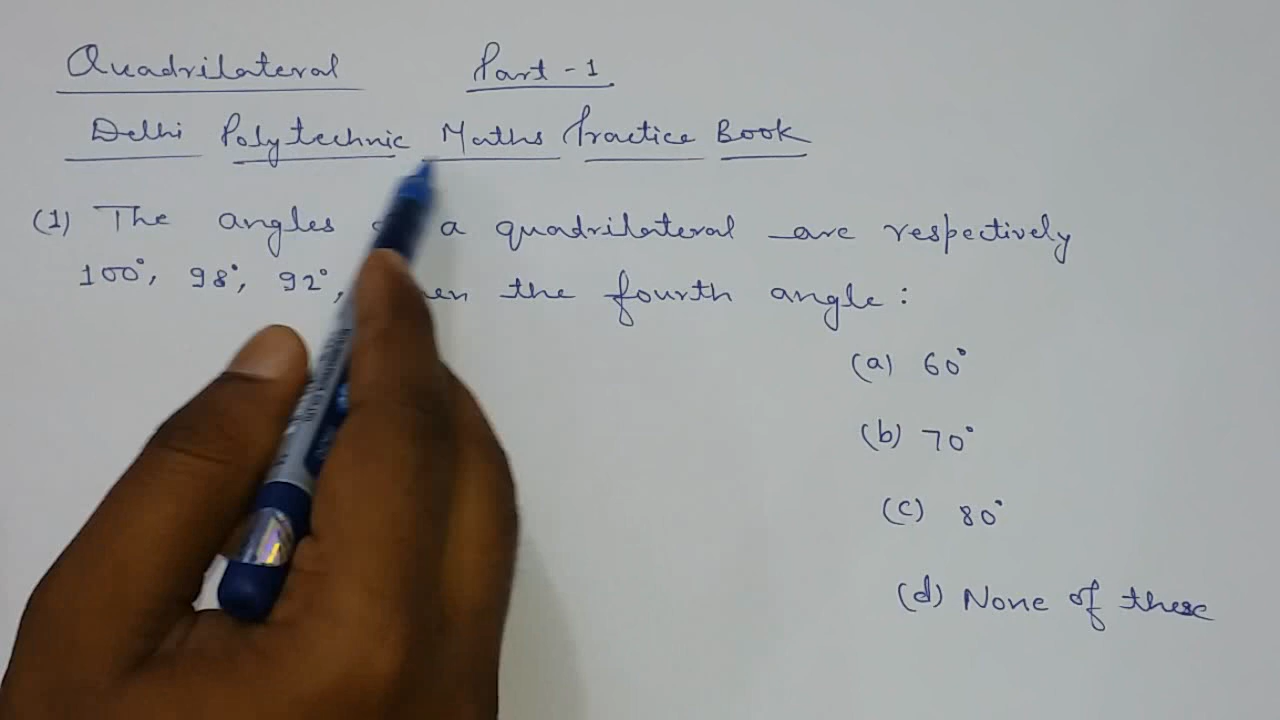 Quadrilateral Part - 1
Delhi Polytechnic Maths Practice Book
(1) The angles a quadrilateral are respectively
100°, 98°, 92°, the fourth angle :
(a) 60°
(b) 70°
(c) 80°
(d) None of these